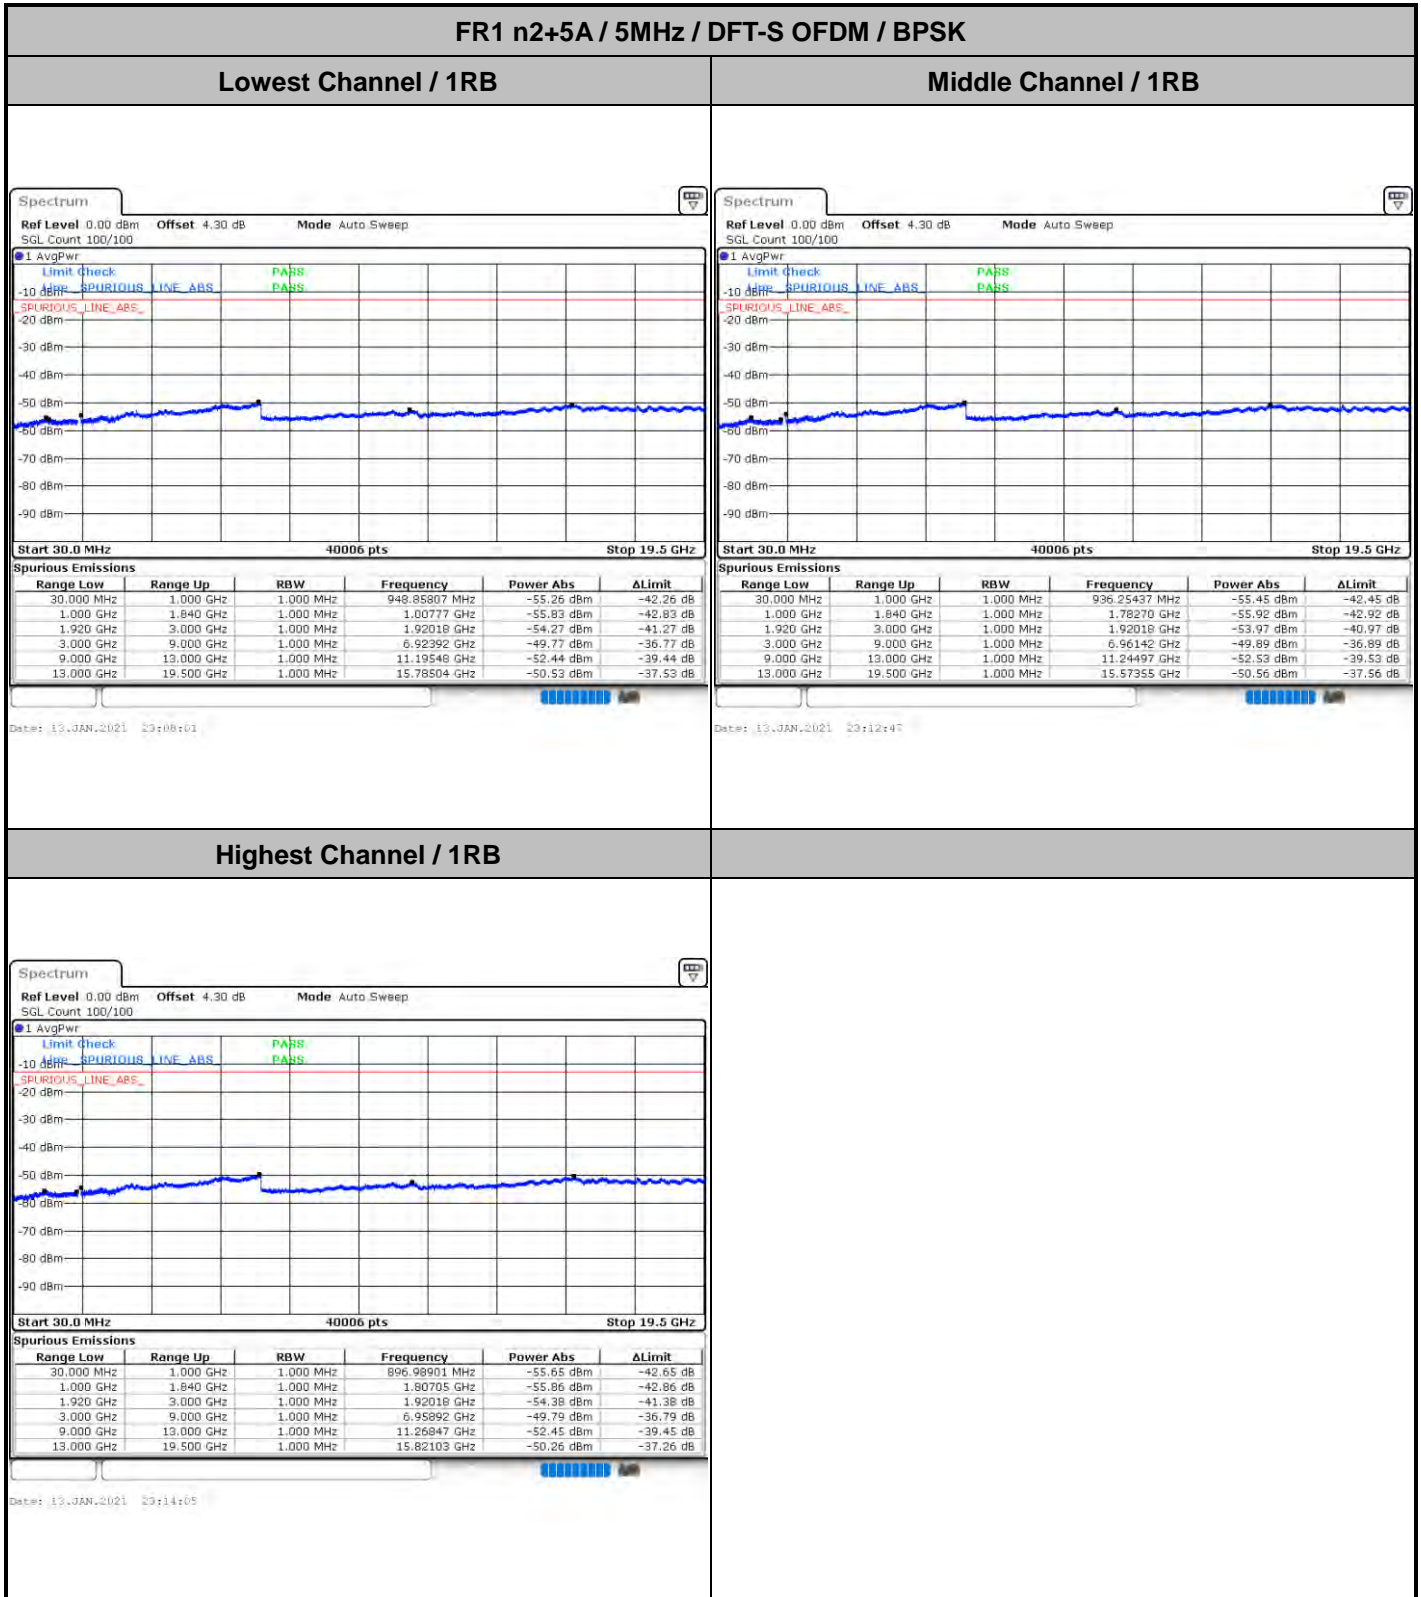 FR1 n2+5A / 5MHz / DFT-S OFDM / BPSK
Lowest Channel / 1RB
Middle Channel / 1RB
Spectrum
Ref Level 0.00 dBm Offset 4.30 dB Mode Auto Sweep
SGL Count 100/100
1 AvgPwr
Limit Check PASS
Line _SPURIOUS_LINE_ABS_ PASS
-10 dBm
_SPURIOUS_LINE_ABS_
-20 dBm
-30 dBm
-40 dBm
-50 dBm
-60 dBm
-70 dBm
-80 dBm
-90 dBm
Start 30.0 MHz 40006 pts Stop 19.5 GHz
Spurious Emissions
Range Low Range Up RBW Frequency Power Abs ΔLimit
30.000 MHz 1.000 GHz 1.000 MHz 948.85807 MHz -55.26 dBm -42.26 dB
1.000 GHz 1.840 GHz 1.000 MHz 1.00777 GHz -55.83 dBm -42.83 dB
1.920 GHz 3.000 GHz 1.000 MHz 1.92018 GHz -54.27 dBm -41.27 dB
3.000 GHz 9.000 GHz 1.000 MHz 6.92392 GHz -49.77 dBm -36.77 dB
9.000 GHz 13.000 GHz 1.000 MHz 11.19548 GHz -52.44 dBm -39.44 dB
13.000 GHz 19.500 GHz 1.000 MHz 15.78504 GHz -50.53 dBm -37.53 dB
Date: 13.JAN.2021 23:08:01
Spectrum
Ref Level 0.00 dBm Offset 4.30 dB Mode Auto Sweep
SGL Count 100/100
1 AvgPwr
Limit Check PASS
Line _SPURIOUS_LINE_ABS_ PASS
-10 dBm
_SPURIOUS_LINE_ABS_
-20 dBm
-30 dBm
-40 dBm
-50 dBm
-60 dBm
-70 dBm
-80 dBm
-90 dBm
Start 30.0 MHz 40006 pts Stop 19.5 GHz
Spurious Emissions
Range Low Range Up RBW Frequency Power Abs ΔLimit
30.000 MHz 1.000 GHz 1.000 MHz 936.25437 MHz -55.45 dBm -42.45 dB
1.000 GHz 1.840 GHz 1.000 MHz 1.78270 GHz -55.92 dBm -42.92 dB
1.920 GHz 3.000 GHz 1.000 MHz 1.92018 GHz -53.97 dBm -40.97 dB
3.000 GHz 9.000 GHz 1.000 MHz 6.96142 GHz -49.89 dBm -36.89 dB
9.000 GHz 13.000 GHz 1.000 MHz 11.24497 GHz -52.53 dBm -39.53 dB
13.000 GHz 19.500 GHz 1.000 MHz 15.57355 GHz -50.56 dBm -37.56 dB
Date: 13.JAN.2021 23:12:47
Highest Channel / 1RB
Spectrum
Ref Level 0.00 dBm Offset 4.30 dB Mode Auto Sweep
SGL Count 100/100
1 AvgPwr
Limit Check PASS
Line _SPURIOUS_LINE_ABS_ PASS
-10 dBm
_SPURIOUS_LINE_ABS_
-20 dBm
-30 dBm
-40 dBm
-50 dBm
-60 dBm
-70 dBm
-80 dBm
-90 dBm
Start 30.0 MHz 40006 pts Stop 19.5 GHz
Spurious Emissions
Range Low Range Up RBW Frequency Power Abs ΔLimit
30.000 MHz 1.000 GHz 1.000 MHz 896.98901 MHz -55.65 dBm -42.65 dB
1.000 GHz 1.840 GHz 1.000 MHz 1.80705 GHz -55.86 dBm -42.86 dB
1.920 GHz 3.000 GHz 1.000 MHz 1.92018 GHz -54.38 dBm -41.38 dB
3.000 GHz 9.000 GHz 1.000 MHz 6.95892 GHz -49.79 dBm -36.79 dB
9.000 GHz 13.000 GHz 1.000 MHz 11.26847 GHz -52.45 dBm -39.45 dB
13.000 GHz 19.500 GHz 1.000 MHz 15.82103 GHz -50.26 dBm -37.26 dB
Date: 13.JAN.2021 23:14:05